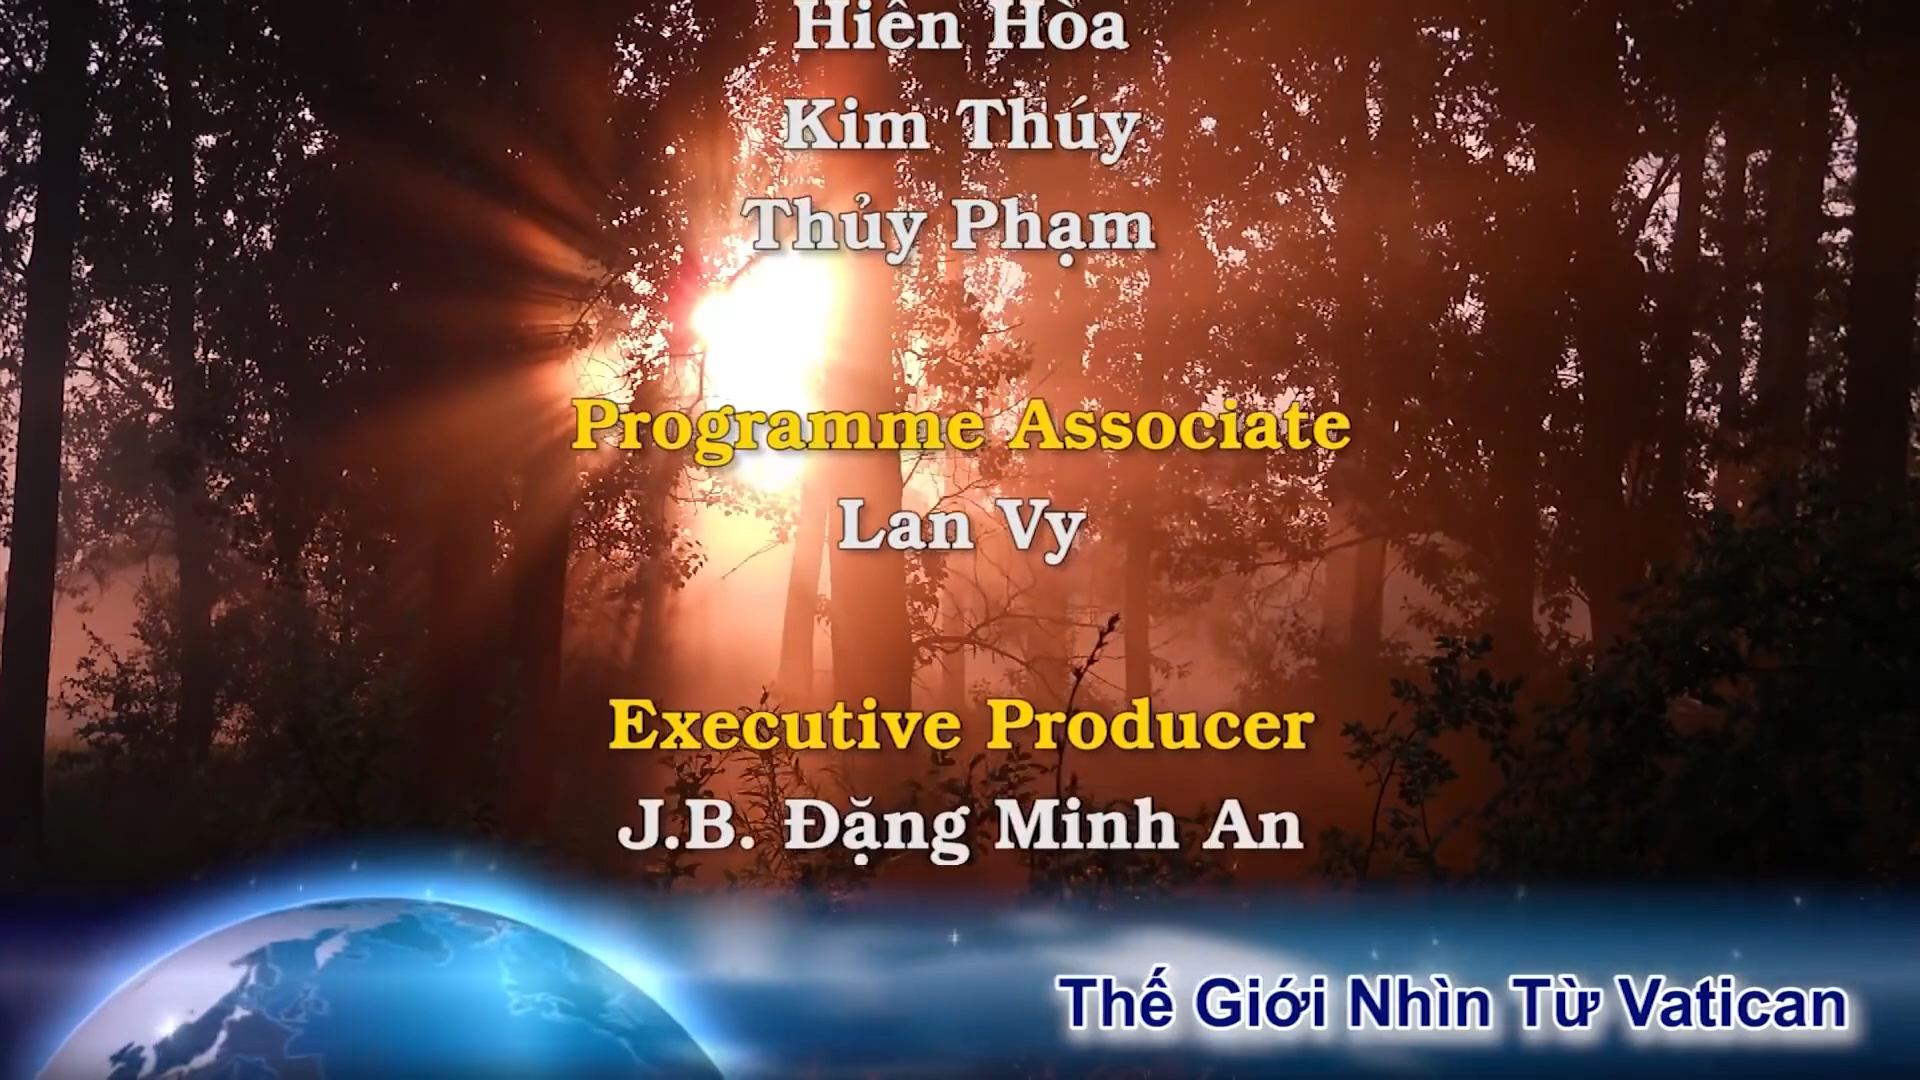 Hiên Hòa
Kim Thúy
Thủy Phạm
Programme Associate
Lan Vy
Executive Producer
J.B. Đặng Minh An
Thế Giới Nhìn Từ Vatican